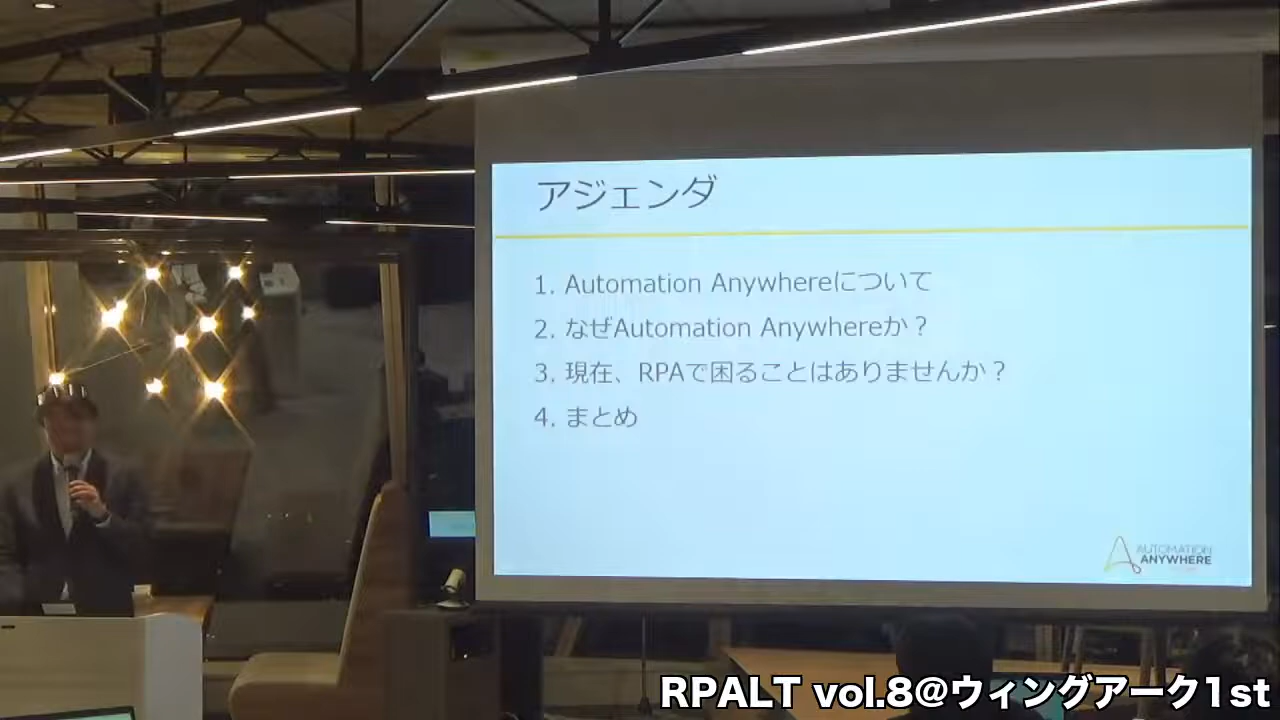 アジェンダ
1. Automation Anywhereについて
2. なぜAutomation Anywhereか？
3. 現在、RPAで困ることはありませんか？
4. まとめ
AUTOMATION
ANYWHERE
RPALT vol.8@ウィングアーク1st